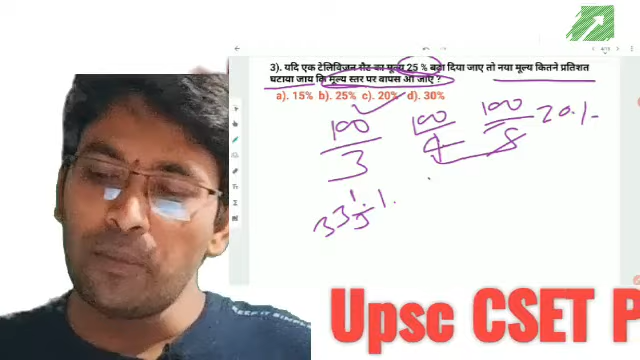 3). यदि एक टेलिविजन सैट का मूल्य 25 % बढ़ा दिया जाए तो नया मूल्य कितने प्रतिशत
घटाया जाय कि मूल्य स्तर पर वापस आ जाए ?
a). 15% b). 25% c). 20% d). 30%
100/3 100/4 100/5 20%
33 1/3 %
Upsc CSET P